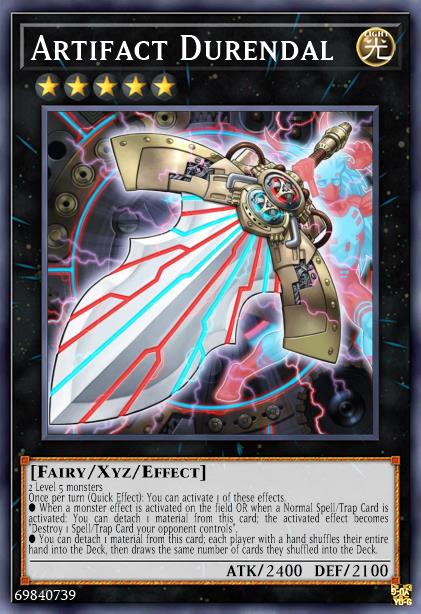 ARTIFACT DURENDAL
LIGHT
光
[FAIRY/XYZ/EFFECT]
2 Level 5 monsters
Once per turn (Quick Effect): You can activate 1 of these effects.
● When a monster effect is activated on the field OR when a Normal Spell/Trap Card is
activated: You can detach 1 material from this card; the activated effect becomes
"Destroy 1 Spell/Trap Card your opponent controls".
● You can detach 1 material from this card; each player with a hand shuffles their entire
hand into the Deck, then draws the same number of cards they shuffled into the Deck.
ATK/2400 DEF/2100
69840739